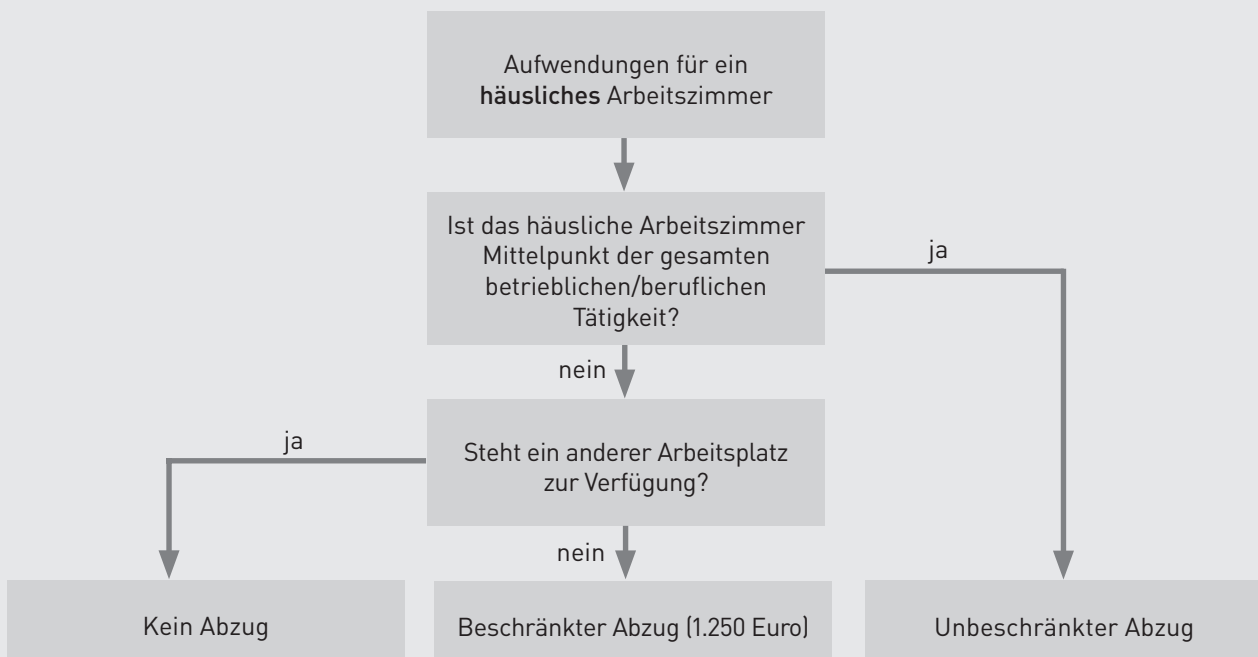 Aufwendungen für ein
häusliches Arbeitszimmer
Ist das häusliche Arbeitszimmer
Mittelpunkt der gesamten
betrieblichen/beruflichen
Tätigkeit?
ja
nein
Steht ein anderer Arbeitsplatz
zur Verfügung?
ja
nein
Kein Abzug
Beschränkter Abzug (1.250 Euro)
Unbeschränkter Abzug